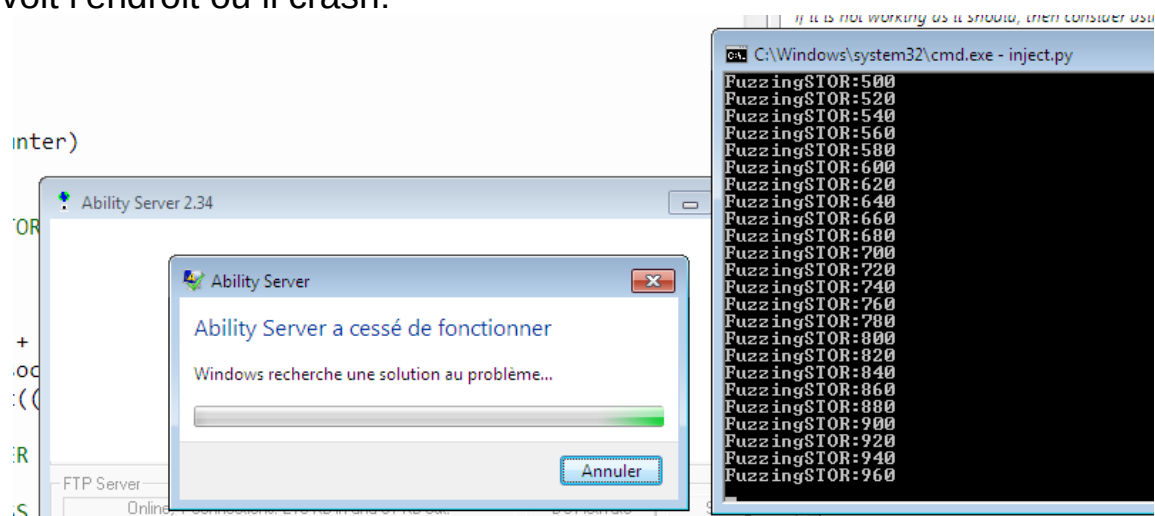 voit l'endroit où il crash.
if it is not working as it should, then consider usi
C:\Windows\system32\cmd.exe - inject.py
FuzzingSTOR:500
FuzzingSTOR:520
FuzzingSTOR:540
FuzzingSTOR:560
FuzzingSTOR:580
FuzzingSTOR:600
FuzzingSTOR:620
FuzzingSTOR:640
FuzzingSTOR:660
FuzzingSTOR:680
FuzzingSTOR:700
FuzzingSTOR:720
FuzzingSTOR:740
FuzzingSTOR:760
FuzzingSTOR:780
FuzzingSTOR:800
FuzzingSTOR:820
FuzzingSTOR:840
FuzzingSTOR:860
FuzzingSTOR:880
FuzzingSTOR:900
FuzzingSTOR:920
FuzzingSTOR:940
FuzzingSTOR:960
unter)
Ability Server 2.34
OR
Ability Server
Ability Server a cessé de fonctionner
+
Windows recherche une solution au problème...
oc
((
Annuler
R
FTP Server
S
Online,